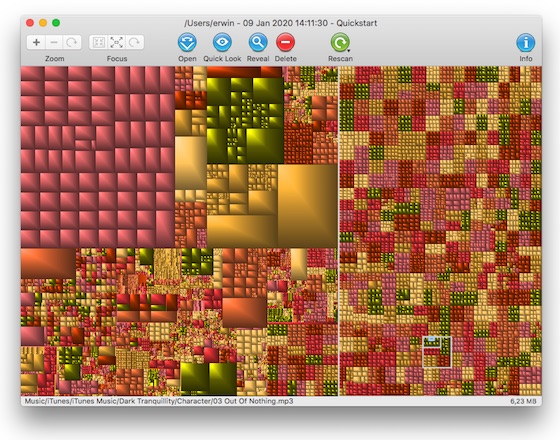 /Users/erwin - 09 Jan 2020 14:11:30 - Quickstart
Zoom
Focus
Open
Quick Look
Reveal
Delete
Rescan
Info
Music/iTunes/iTunes Music/Dark Tranquillity/Character/03 Out Of Nothing.mp3
6,23 MB